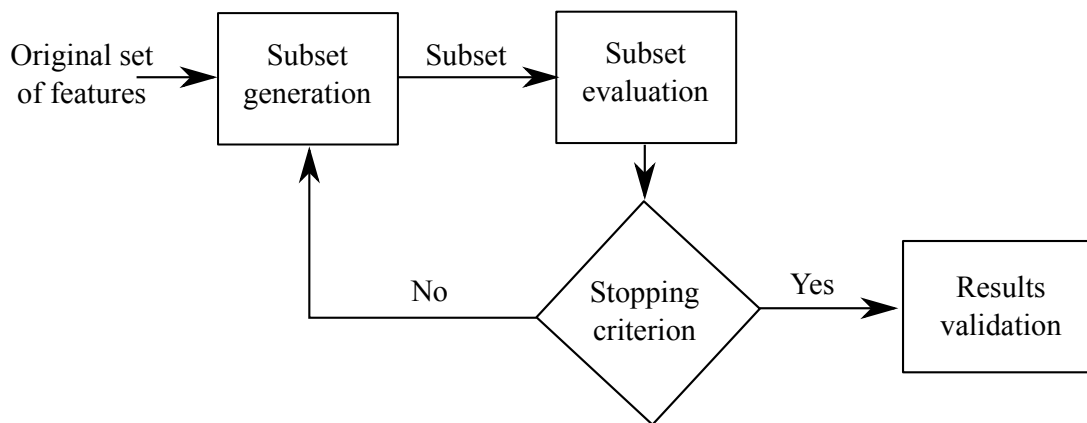 Original set
of features
Subset
generation
Subset
Subset
evaluation
Stopping
criterion
No
Yes
Results
validation